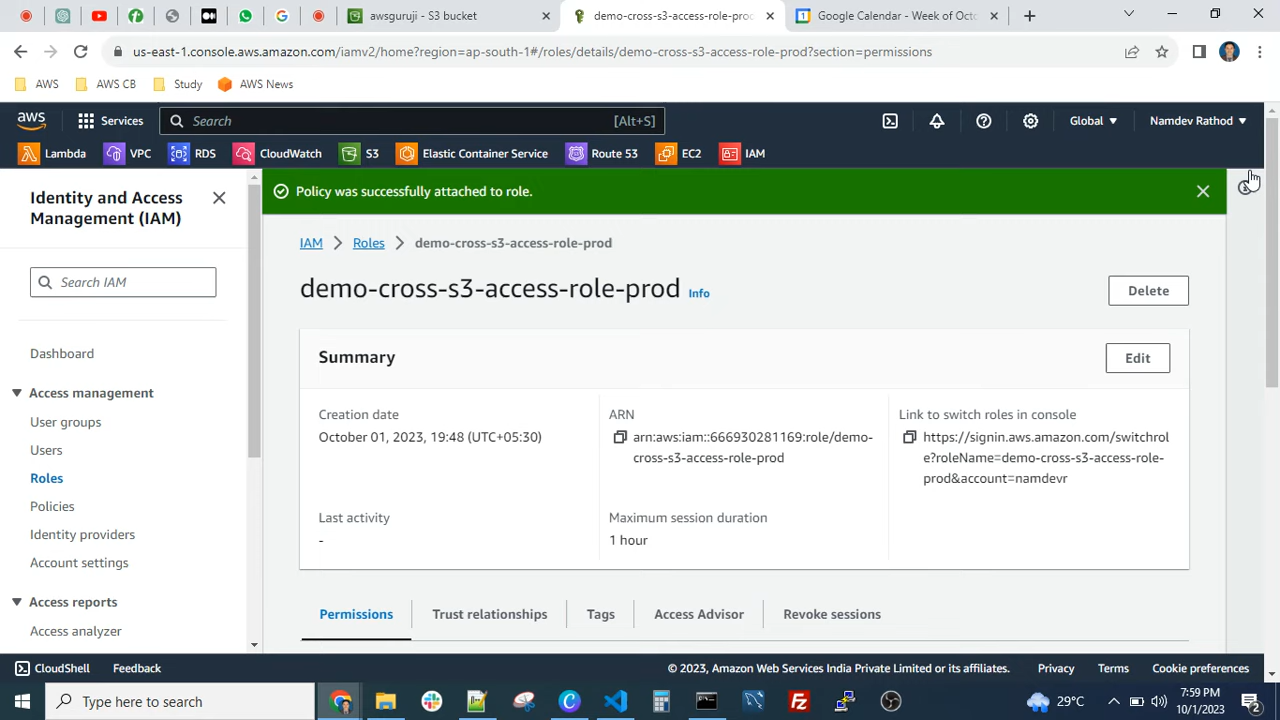 awsguruji - S3 bucket
demo-cross-s3-access-role-pro
Google Calendar - Week of Oct
us-east-1.console.aws.amazon.com/iamv2/home?region=ap-south-1#/roles/details/demo-cross-s3-access-role-prod?section=permissions
AWS
AWS CB
Study
AWS News
aws
Services
Search
[Alt+S]
Global
Namdev Rathod
Lambda
VPC
RDS
CloudWatch
S3
Elastic Container Service
Route 53
EC2
IAM
Identity and Access
Management (IAM)
Search IAM
Dashboard
Access management
User groups
Users
Roles
Policies
Identity providers
Account settings
Access reports
Access analyzer
Policy was successfully attached to role.
IAM
Roles
demo-cross-s3-access-role-prod
demo-cross-s3-access-role-prod
Info
Delete
Summary
Edit
Creation date
October 01, 2023, 19:48 (UTC+05:30)
ARN
arn:aws:iam::666930281169:role/demo-
cross-s3-access-role-prod
Link to switch roles in console
https://signin.aws.amazon.com/switchrol
e?roleName=demo-cross-s3-access-role-
prod&account=namdevr
Last activity
-
Maximum session duration
1 hour
Permissions
Trust relationships
Tags
Access Advisor
Revoke sessions
CloudShell
Feedback
© 2023, Amazon Web Services India Private Limited or its affiliates.
Privacy
Terms
Cookie preferences
Type here to search
29°C
7:59 PM
10/1/2023
2